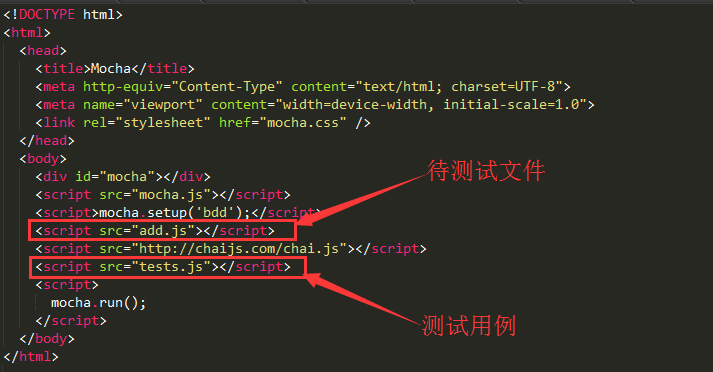 <!DOCTYPE html>
<html>
<head>
<title>Mocha</title>
<meta http-equiv="Content-Type" content="text/html; charset=UTF-8">
<meta name="viewport" content="width=device-width, initial-scale=1.0">
<link rel="stylesheet" href="mocha.css" />
</head>
<body>
<div id="mocha"></div>
待测试文件
<script src="mocha.js"></script>
<script>mocha.setup('bdd');</script>
<script src="add.js"></script>
<script src="http://chaijs.com/chai.js"></script>
<script src="tests.js"></script>
<script>
mocha.run();
</script>
测试用例
</body>
</html>